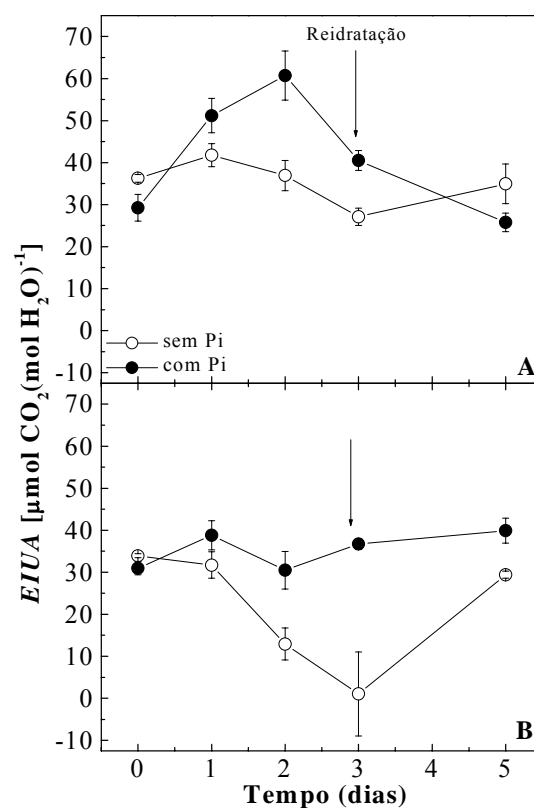 70
60
50
40
30
20
10
0
-10
Reidratação
sem Pi
com Pi
A
EIUA [µmol CO₂(mol H₂O)⁻¹
70
60
50
40
30
20
10
0
-10
B
0 1 2 3 4 5
Tempo (dias)